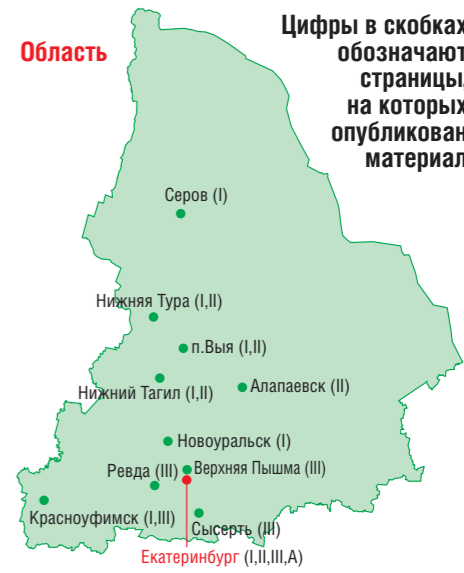 Область
Цифры в скобках
обозначают
страницы,
на которых
опубликован
материал
Серов (I)
Нижняя Тура (I,II)
п.Выя (I,II)
Нижний Тагил (I,II)
Алапаевск (II)
Новоуральск (I)
Ревда (III)
Верхняя Пышма (III)
Красноуфимск (I,III)
Сысерть (III)
Екатеринбург (I,II,III,А)